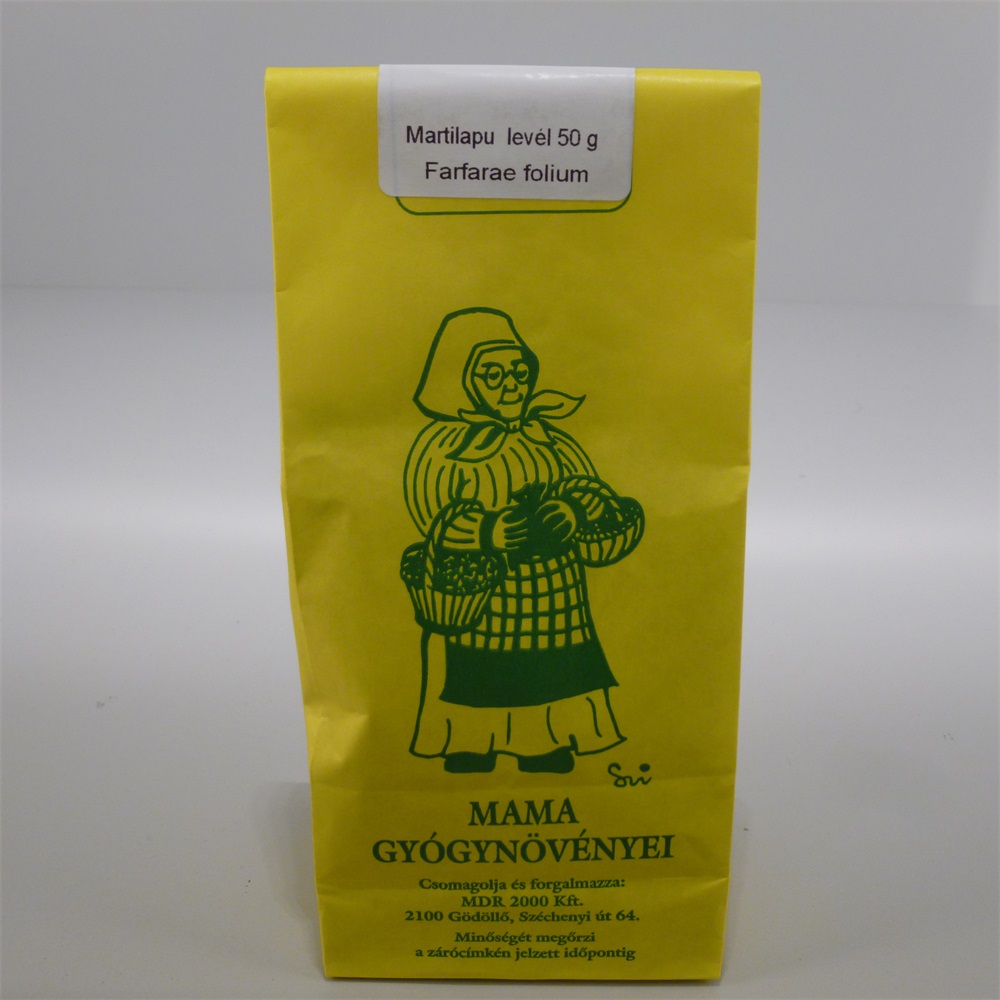 Martilapu levél 50 g
Farfarae folium
MAMA
GYÓGYNÖVÉNYEI
Csomagolja és forgalmazza:
MDR 2000 Kft.
2100 Gödöllő, Széchenyi út 64.
Minőségét megőrzi
a zárócímkén jelzett időpontig